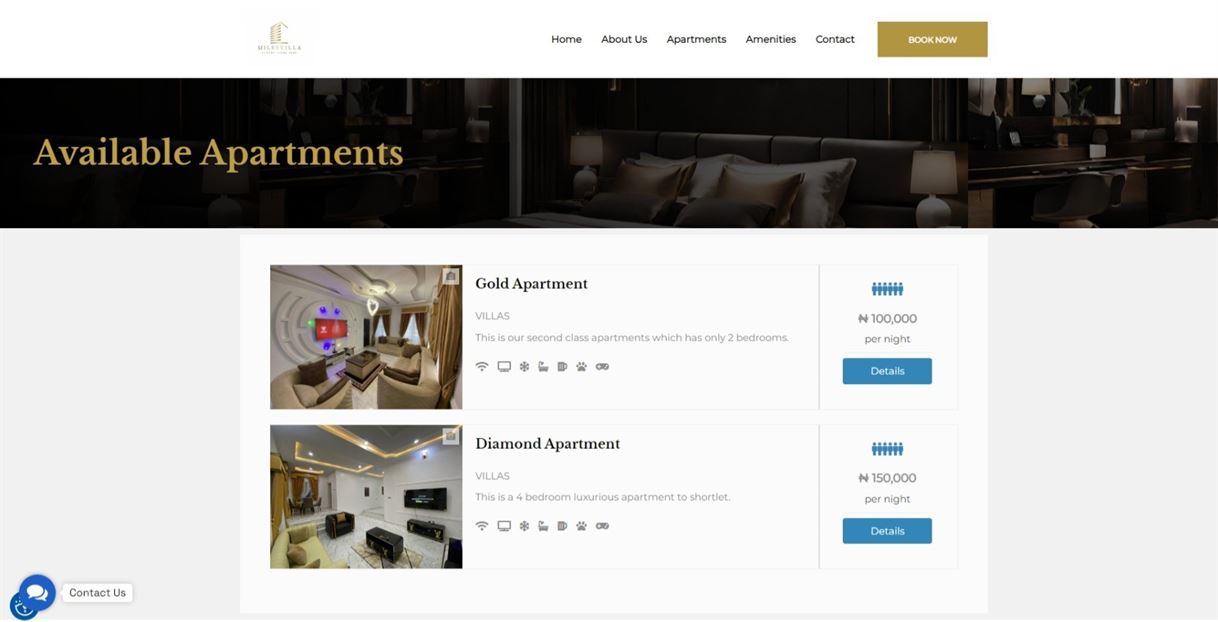 MILESVILLA
Home
About Us
Apartments
Amenities
Contact
BOOK NOW
Available Apartments
Gold Apartment
VILLAS
This is our second class apartments which has only 2 bedrooms.
₦ 100,000
per night
Details
Diamond Apartment
VILLAS
This is a 4 bedroom luxurious apartment to shortlet.
₦ 150,000
per night
Details
Contact Us